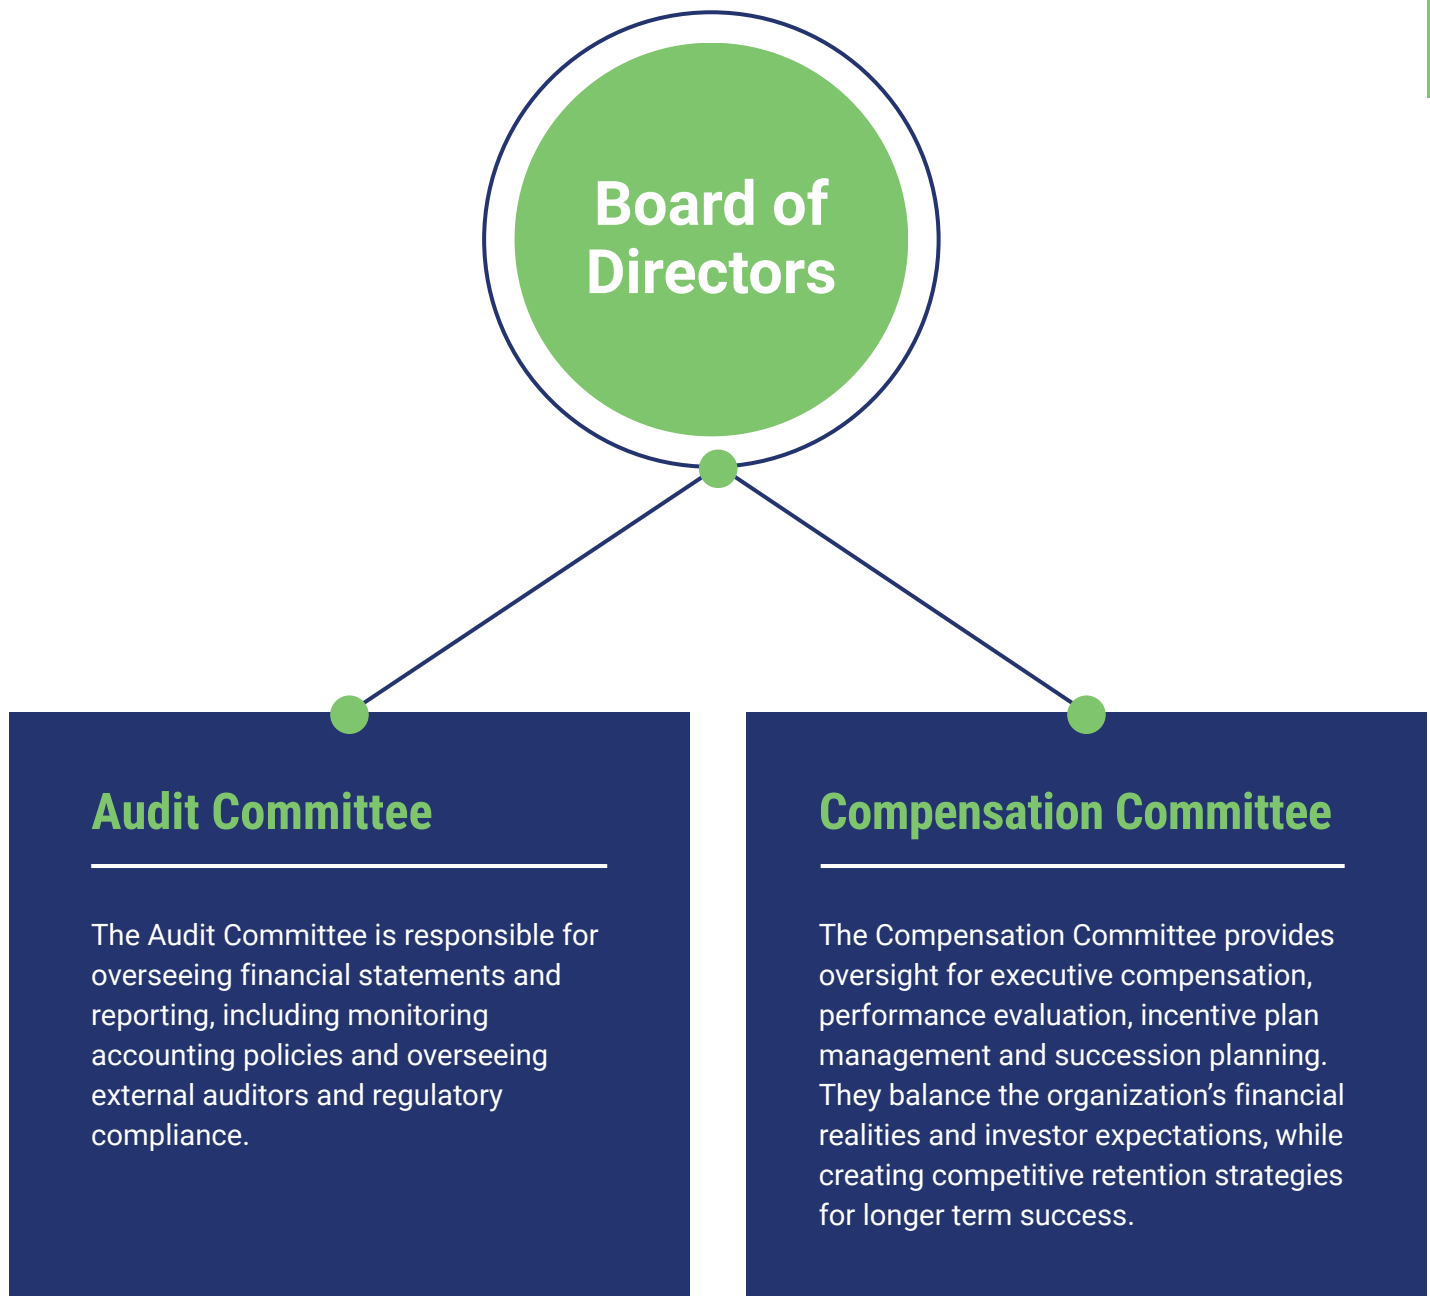 Board of
Directors
Audit Committee
The Audit Committee is responsible for
overseeing financial statements and
reporting, including monitoring
accounting policies and overseeing
external auditors and regulatory
compliance.
Compensation Committee
The Compensation Committee provides
oversight for executive compensation,
performance evaluation, incentive plan
management and succession planning.
They balance the organization’s financial
realities and investor expectations, while
creating competitive retention strategies
for longer term success.